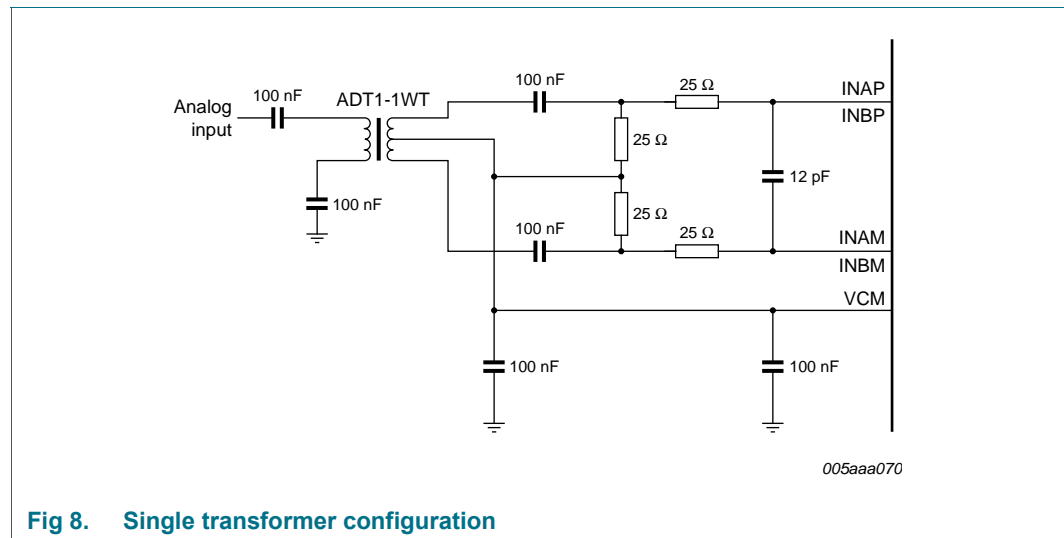 Analog
input
100 nF
ADT1-1WT
100 nF
100 nF
25 Ω
INAP
INBP
25 Ω
12 pF
25 Ω
100 nF
25 Ω
INAM
INBM
VCM
100 nF
100 nF
005aaa070
Fig 8. Single transformer configuration